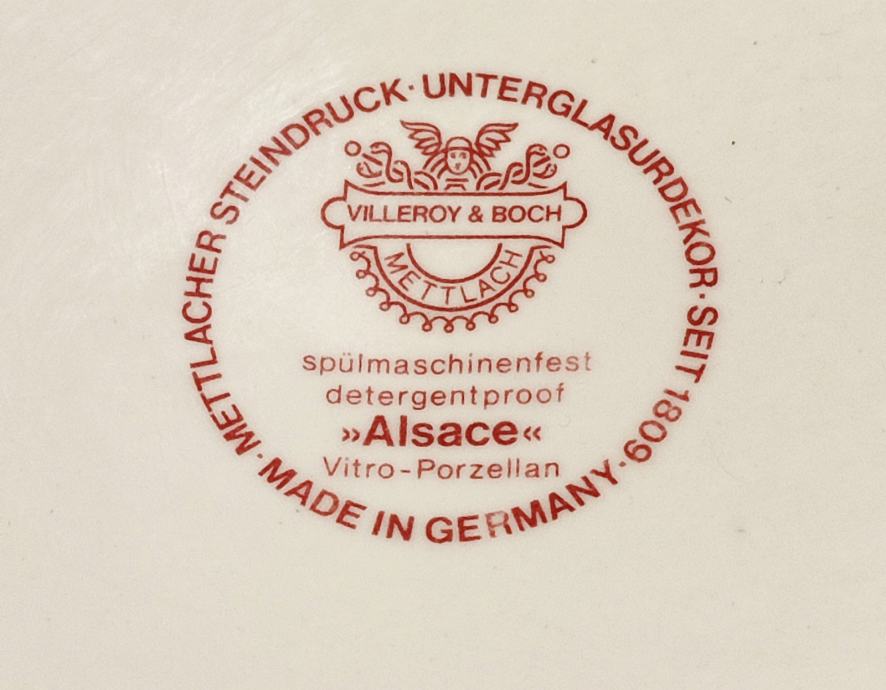 METTLACHER STEINDRUCK · UNTERGLASURDEKOR · SEIT 1809 · MADE IN GERMANY ·
VILLEROY & BOCH
METTLACH
spülmaschinenfest
detergentproof
»Alsace«
Vitro-Porzellan